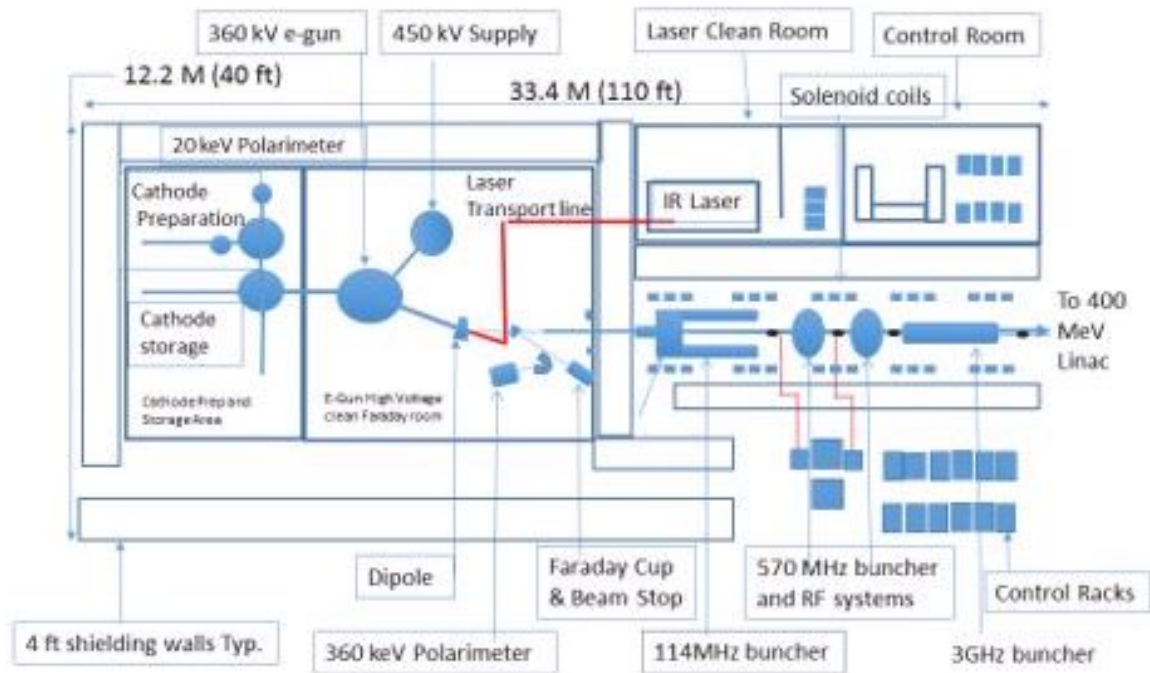 360 kV e-gun
450 kV Supply
Laser Clean Room
Control Room
12.2 M (40 ft)
33.4 M (110 ft)
Solenoid coils
20 keV Polarimeter
Cathode
Preparation
Laser
Transport line
IR Laser
Cathode
storage
To 400
MeV
Linac
Cathode Prep and
Storage Area
E-Gun High Voltage
clean Faraday room
Dipole
Faraday Cup
& Beam Stop
570 MHz buncher
and RF systems
Control Racks
4 ft shielding walls Typ.
360 keV Polarimeter
114MHz buncher
3GHz buncher